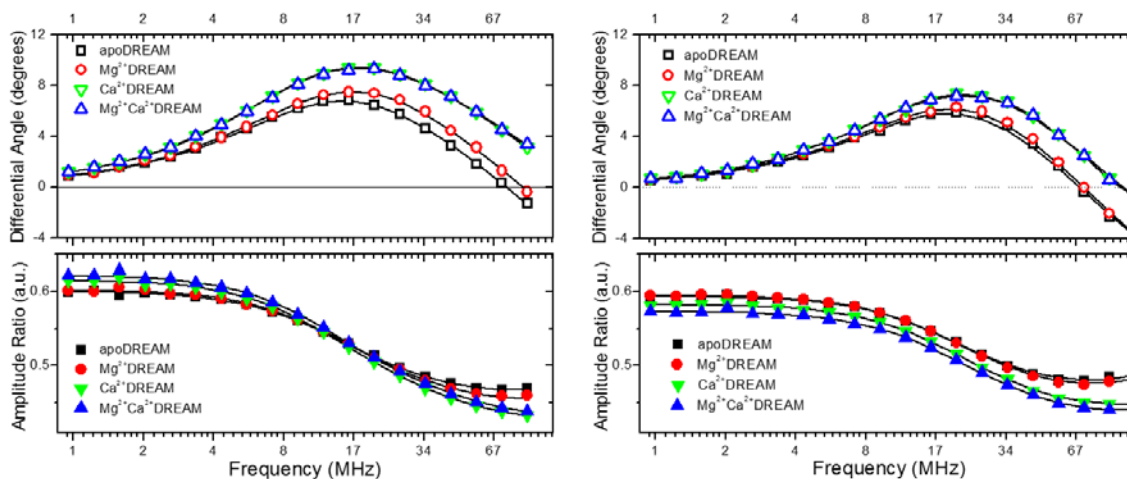 1 2 4 8 17 34 67
Differential Angle (degrees)
12
8
4
0
-4
apoDREAM
Mg²⁺DREAM
Ca²⁺DREAM
Mg²⁺Ca²⁺DREAM
Amplitude Ratio (a.u.)
0.6
0.5
apoDREAM
Mg²⁺DREAM
Ca²⁺DREAM
Mg²⁺Ca²⁺DREAM
1 2 4 8 17 34 67
Frequency (MHz)
1 2 4 8 17 34 67
Differential Angle (degrees)
12
8
4
0
-4
apoDREAM
Mg²⁺DREAM
Ca²⁺DREAM
Mg²⁺Ca²⁺DREAM
Amplitude Ratio (a.u.)
0.6
0.5
apoDREAM
Mg²⁺DREAM
Ca²⁺DREAM
Mg²⁺Ca²⁺DREAM
1 2 4 8 17 34 67
Frequency (MHz)